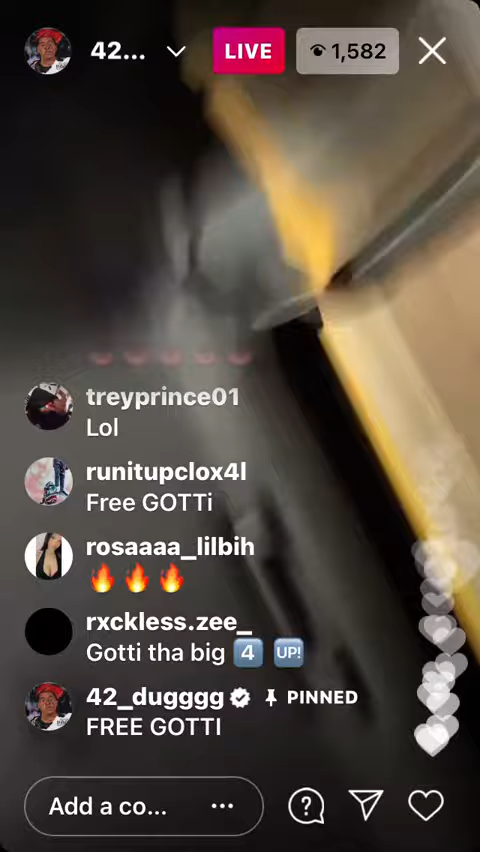 42...
LIVE
1,582
treyprince01
Lol
runitupclox4l
Free GOTTi
rosaaaa_lilbih
🔥 🔥 🔥
rxckless.zee_
Gotti tha big 4️⃣ 🆙
42_dugggg PINNED
FREE GOTTI
Add a co... ...